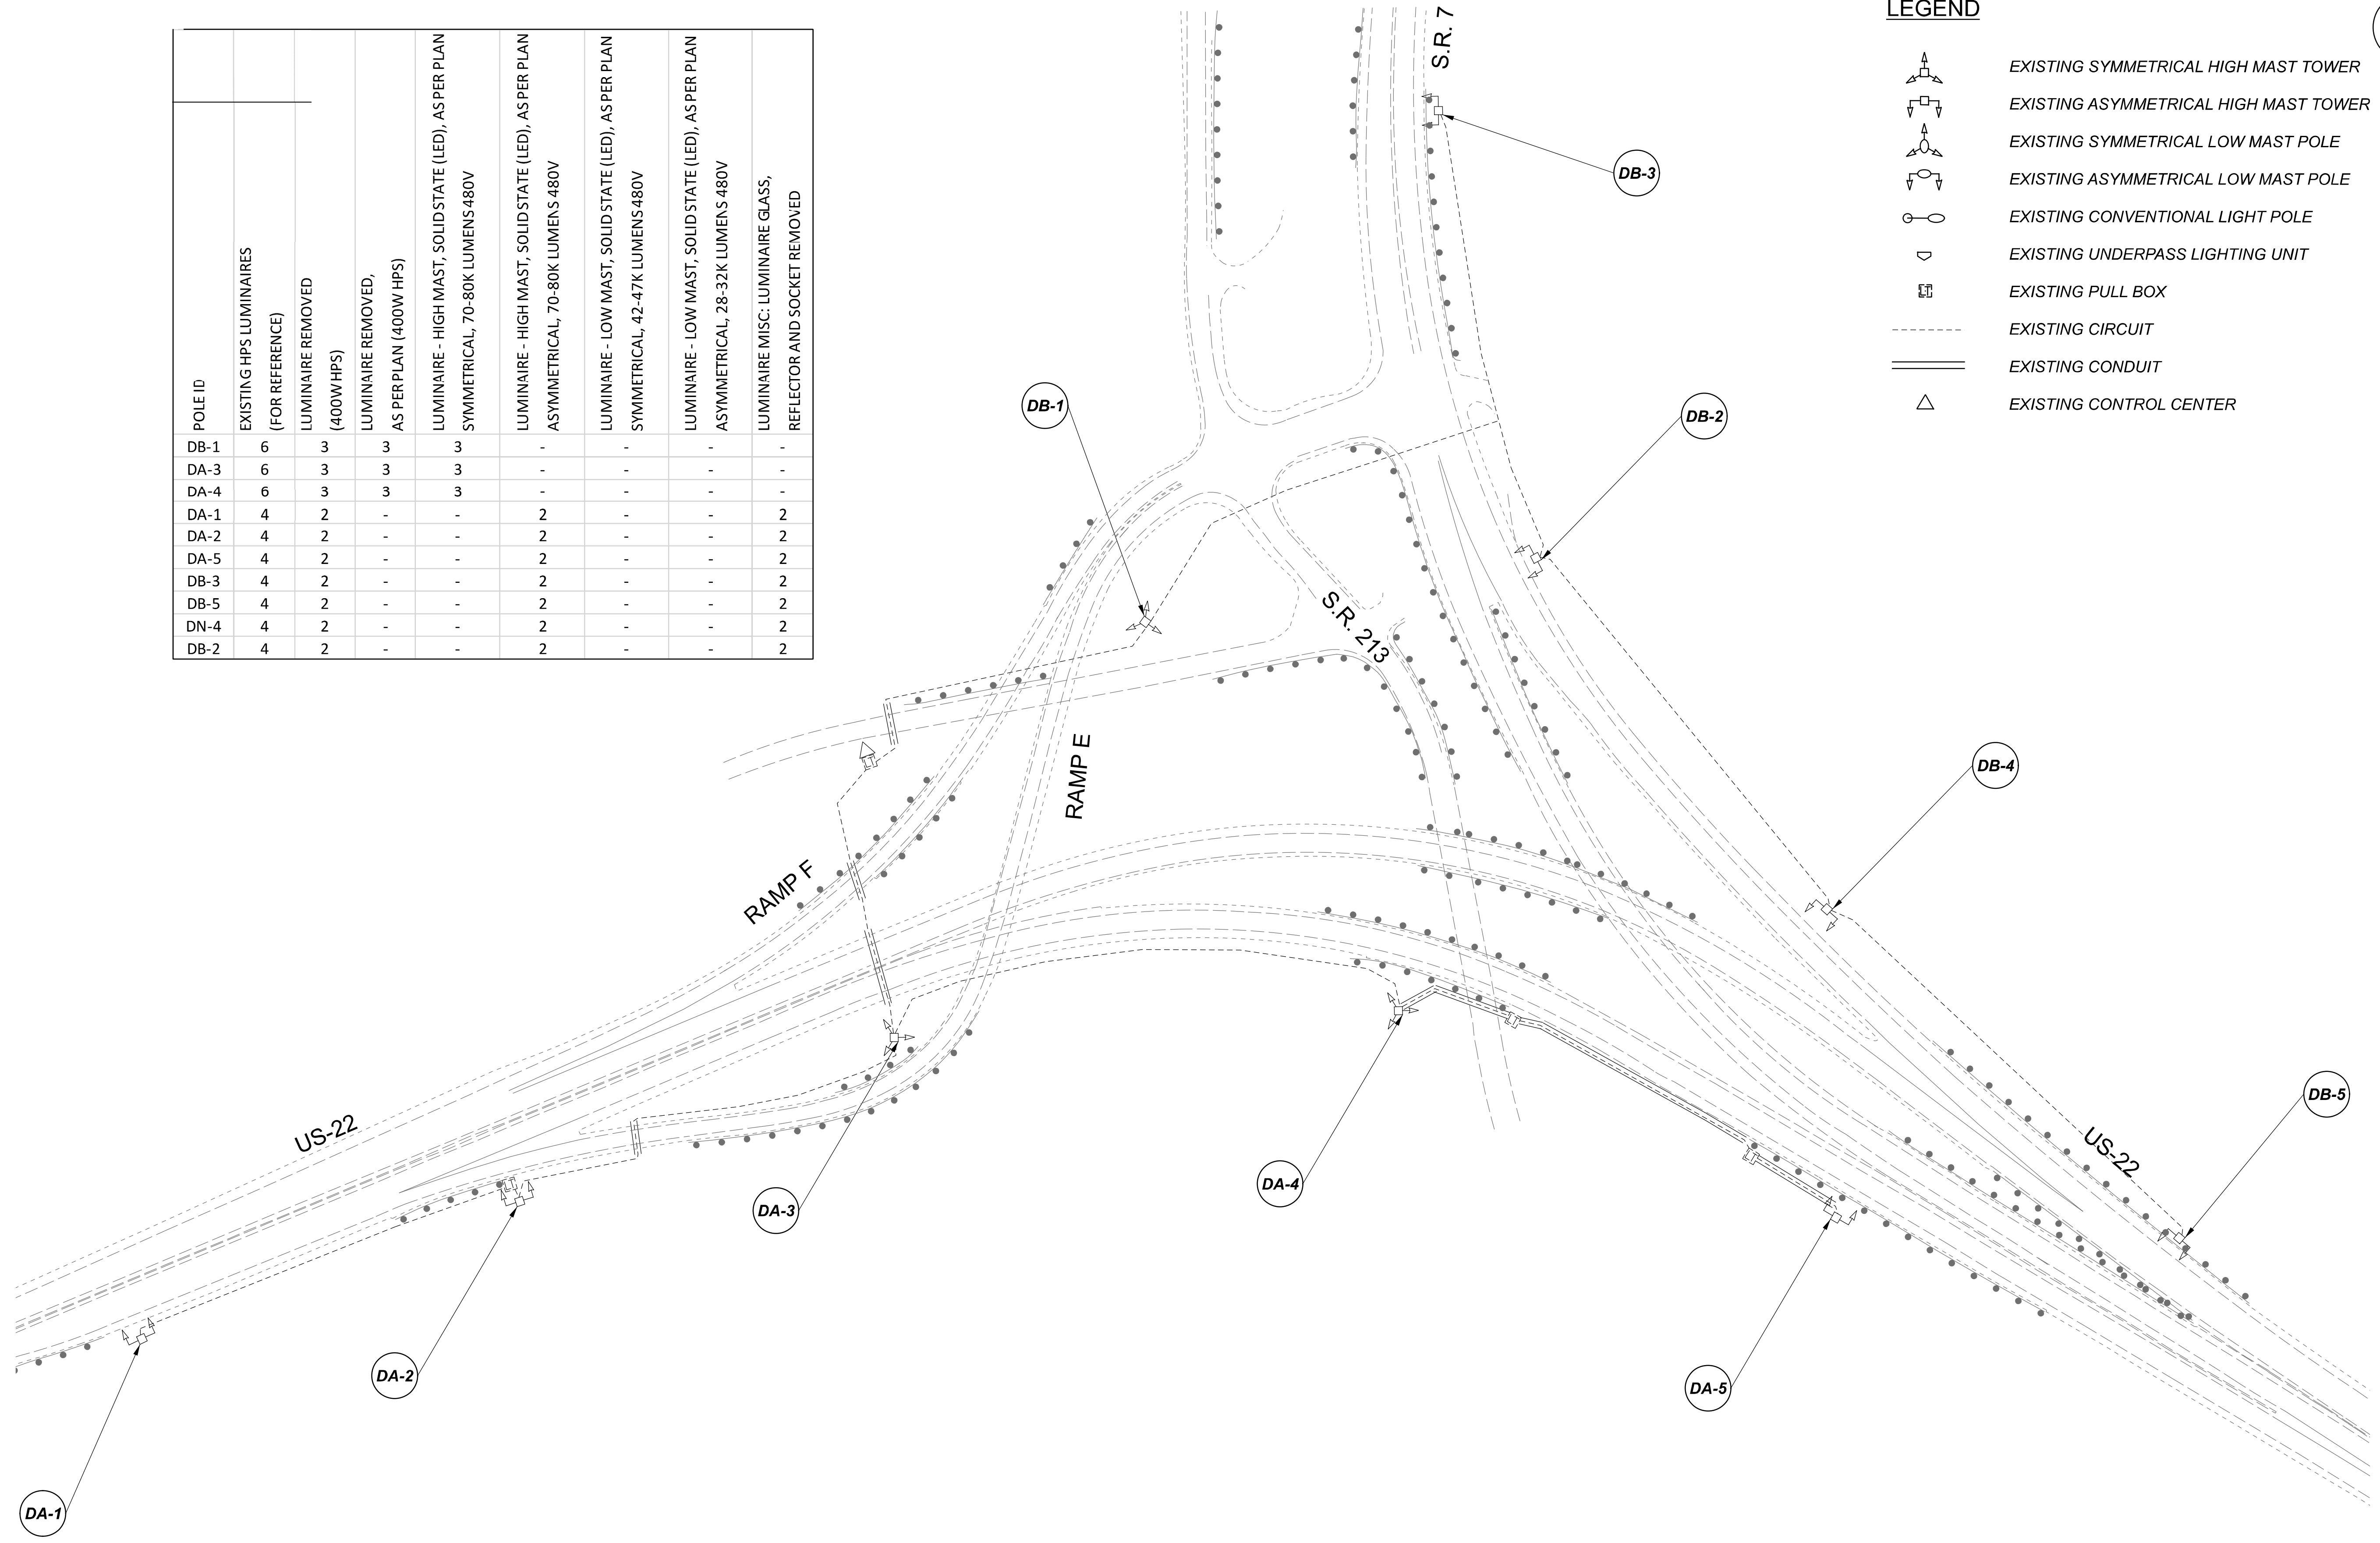 POLE ID
EXISTING HPS LUMINAIRES
(FOR REFERENCE)
LUMINAIRE REMOVED
(400W HPS)
LUMINAIRE REMOVED,
AS PER PLAN (400W HPS)
LUMINAIRE - HIGH MAST, SOLID STATE (LED), AS PER PLAN
SYMMETRICAL, 70-80K LUMENS 480V
LUMINAIRE - HIGH MAST, SOLID STATE (LED), AS PER PLAN
ASYMMETRICAL, 70-80K LUMENS 480V
LUMINAIRE - LOW MAST, SOLID STATE (LED), AS PER PLAN
SYMMETRICAL, 42-47K LUMENS 480V
LUMINAIRE - LOW MAST, SOLID STATE (LED), AS PER PLAN
ASYMMETRICAL, 28-32K LUMENS 480V
LUMINAIRE MISC: LUMINAIRE GLASS,
REFLECTOR AND SOCKET REMOVED
DB-1 6 3 3 3 - - - -
DA-3 6 3 3 3 - - - -
DA-4 6 3 3 3 - - - -
DA-1 4 2 - - 2 - - 2
DA-2 4 2 - - 2 - - 2
DA-5 4 2 - - 2 - - 2
DB-3 4 2 - - 2 - - 2
DB-5 4 2 - - 2 - - 2
DN-4 4 2 - - 2 - - 2
DB-2 4 2 - - 2 - - 2
LEGEND
EXISTING SYMMETRICAL HIGH MAST TOWER
EXISTING ASYMMETRICAL HIGH MAST TOWER
EXISTING SYMMETRICAL LOW MAST POLE
EXISTING ASYMMETRICAL LOW MAST POLE
EXISTING CONVENTIONAL LIGHT POLE
EXISTING UNDERPASS LIGHTING UNIT
EXISTING PULL BOX
EXISTING CIRCUIT
EXISTING CONDUIT
EXISTING CONTROL CENTER
S.R. 7
DB-3
DB-1
DB-2
S.R. 213
RAMP E
DB-4
RAMP F
US-22
US-22
DB-5
DA-4
DA-3
DA-2
DA-5
DA-1